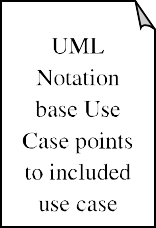 UML
Notation
base Use
Case points
to included
use case